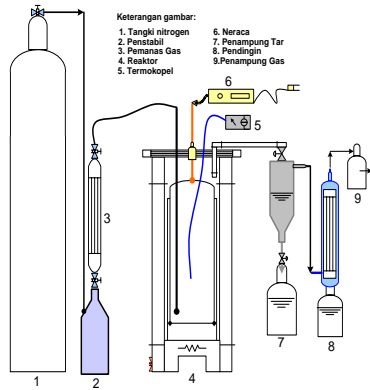 Keterangan gambar:
1. Tangki nitrogen
2. Penstabil
3. Pemanas Gas
4. Reaktor
5. Termokopel
6. Neraca
7. Penampung Tar
8. Pendingin
9.Penampung Gas
6
5
3
9
1
2
4
7
8